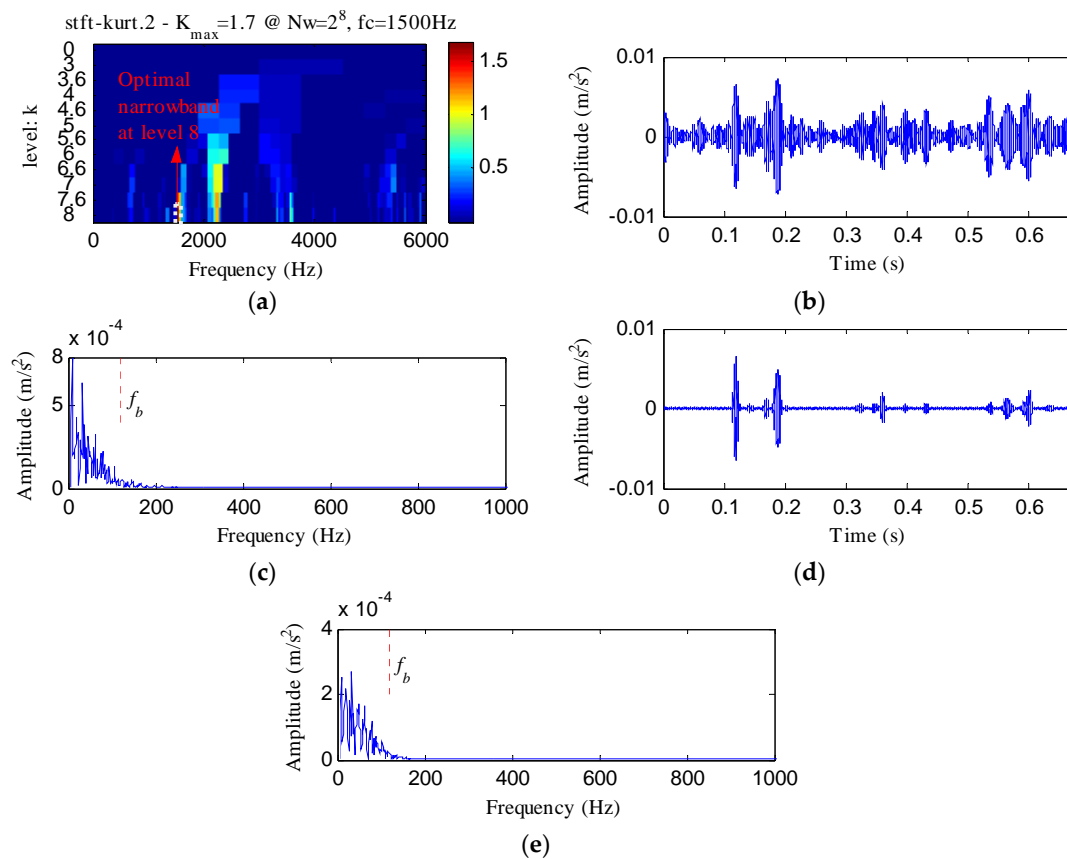 stft-kurt.2 - K_max=1.7 @ Nw=2^8, fc=1500Hz
level: k
0
3
3.6
4
4.6
5
5.6
6
6.6
7
7.6
8
Optimal
narrowband
at level 8
1.5
1
0.5
0 2000 4000 6000
Frequency (Hz)
(a)
Amplitude (m/s²)
0.01
0
-0.01
0 0.1 0.2 0.3 0.4 0.5 0.6
Time (s)
(b)
x 10^-4
Amplitude (m/s²)
8
5
0
f_b
0 200 400 600 800 1000
Frequency (Hz)
(c)
Amplitude (m/s²)
0.01
0
-0.01
0 0.1 0.2 0.3 0.4 0.5 0.6
Time (s)
(d)
x 10^-4
Amplitude (m/s²)
4
2
0
f_b
0 200 400 600 800 1000
Frequency (Hz)
(e)